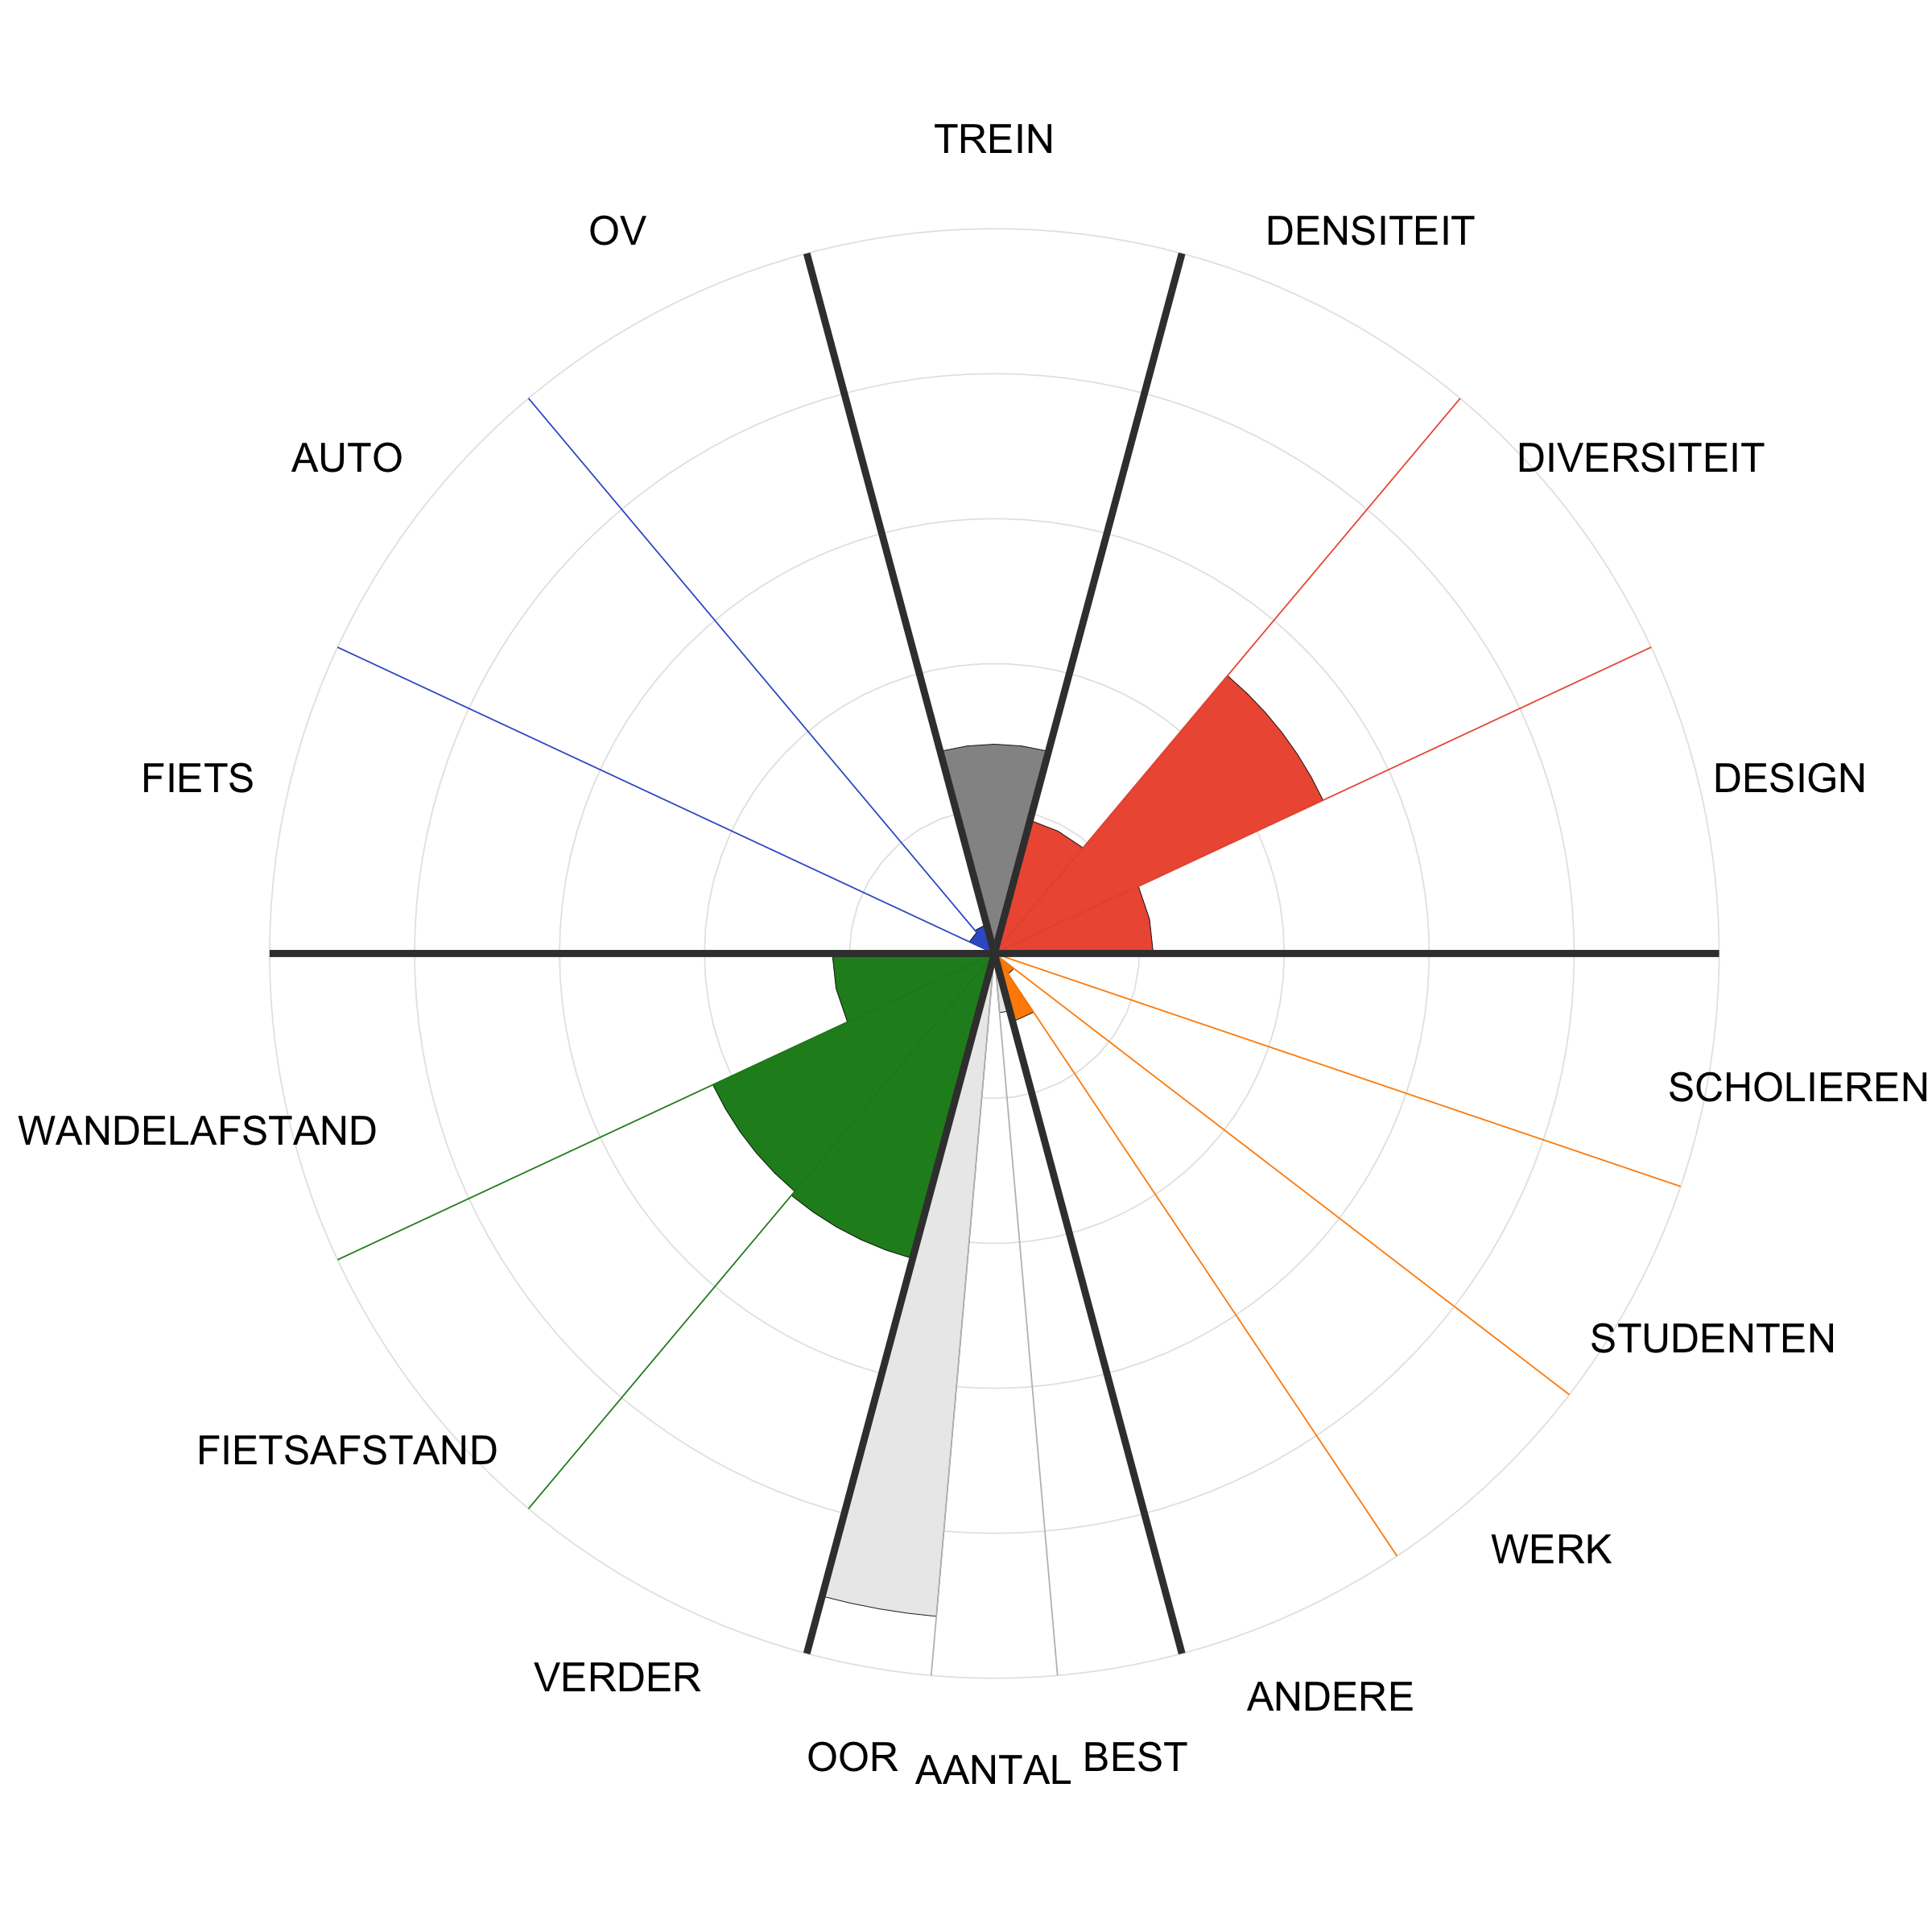 TREIN
OV
DENSITEIT
AUTO
DIVERSITEIT
FIETS
DESIGN
SCHOLIEREN
WANDELAFSTAND
STUDENTEN
FIETSAFSTAND
WERK
VERDER
ANDERE
OOR
AANTAL
BEST